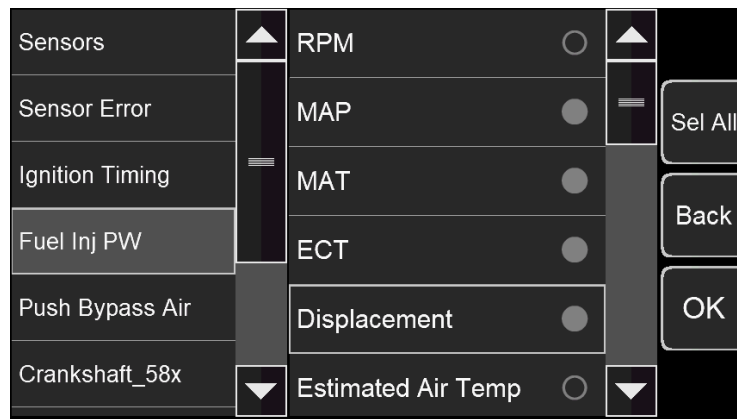 Sensors
Sensor Error
Ignition Timing
Fuel Inj PW
Push Bypass Air
Crankshaft_58x
RPM
MAP
MAT
ECT
Displacement
Estimated Air Temp
Sel All
Back
OK